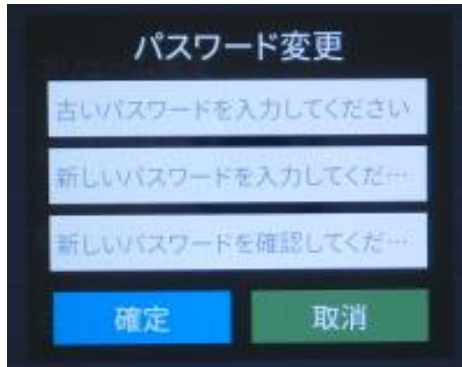 パスワード変更
古いパスワードを入力してください
新しいパスワードを入力してくだ…
新しいパスワードを確認してくだ…
確定
取消